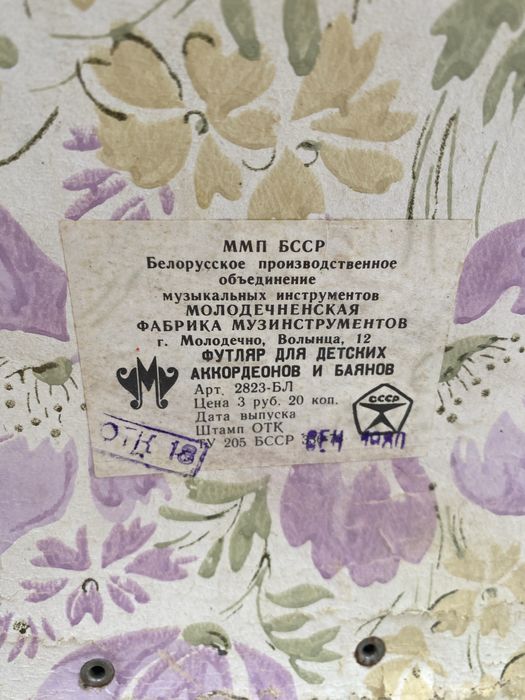 ММП БССР
Белорусское производственное
объединение
музыкальных инструментов
МОЛОДЕЧНЕНСКАЯ
ФАБРИКА МУЗИНСТРУМЕНТОВ
г. Молодечно, Волынца, 12
ФУТЛЯР ДЛЯ ДЕТСКИХ
АККОРДЕОНОВ И БАЯНОВ
Арт. 2823-БЛ
Цена 3 руб. 20 коп.
СССР
Дата выпуска
Штамп ОТК
ТУ 205 БССР
ОТК 18